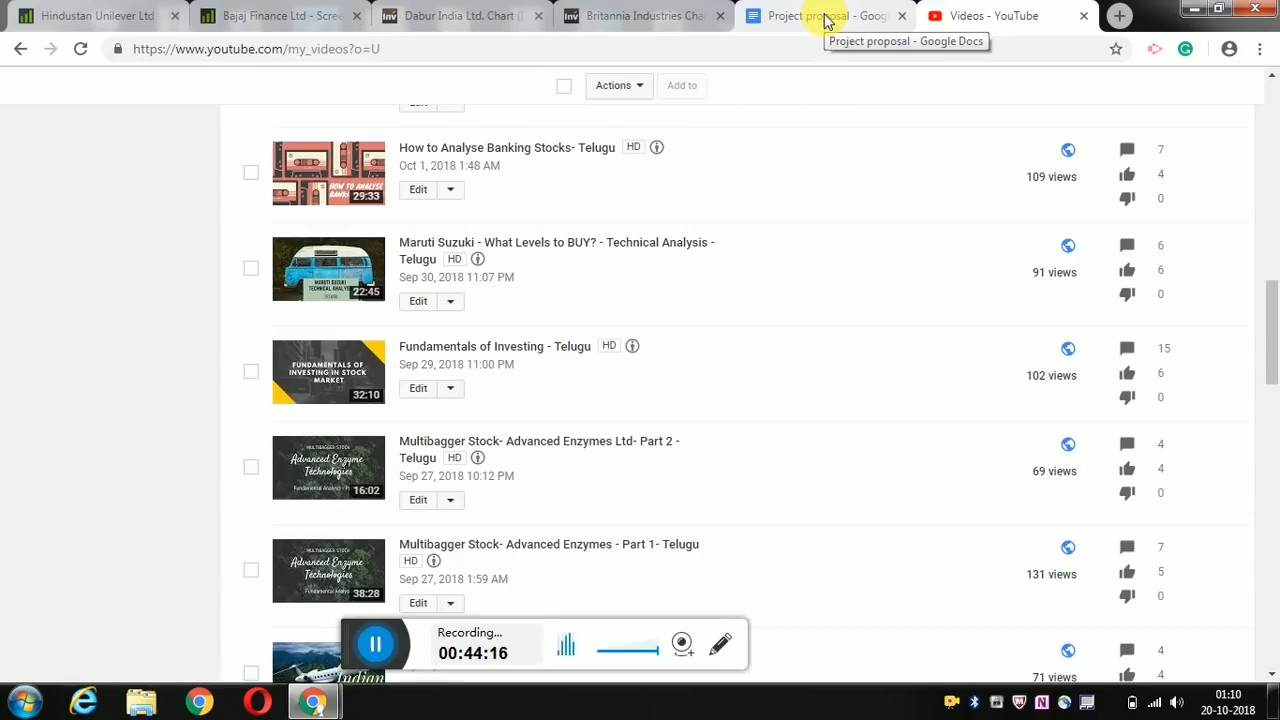 Hindustan Unilever Ltd
Bajaj Finance Ltd - Scree
Dabur India Ltd. Chart (
Britannia Industries Cha
Project proposal - Goog
Videos - YouTube
Project proposal - Google Docs
https://www.youtube.com/my_videos?o=U
Actions
Add to
Edit
How to Analyse Banking Stocks- Telugu HD
Oct 1, 2018 1:48 AM
Edit
HOW TO ANALYSE
29:33
109 views
7
4
0
Maruti Suzuki - What Levels to BUY? - Technical Analysis -
Telugu HD
Sep 30, 2018 11:07 PM
Edit
MARUTI SUZUKI
TECHNICAL ANALYSIS
22:45
91 views
6
6
0
Fundamentals of Investing - Telugu HD
Sep 29, 2018 11:00 PM
Edit
FUNDAMENTALS OF
INVESTING IN STOCK
MARKET
32:10
102 views
15
6
0
Multibagger Stock- Advanced Enzymes Ltd- Part 2 -
Telugu HD
Sep 27, 2018 10:12 PM
Edit
MULTIBAGGER STOCK
Advanced Enzyme
Technologies
16:02
69 views
4
4
0
Multibagger Stock- Advanced Enzymes - Part 1- Telugu
HD
Sep 27, 2018 1:59 AM
Edit
MULTIBAGGER STOCK
Advanced Enzyme
Technologies
38:28
131 views
7
5
0
Indian
71 views
4
4
Recording...
00:44:16
01:10
20-10-2018